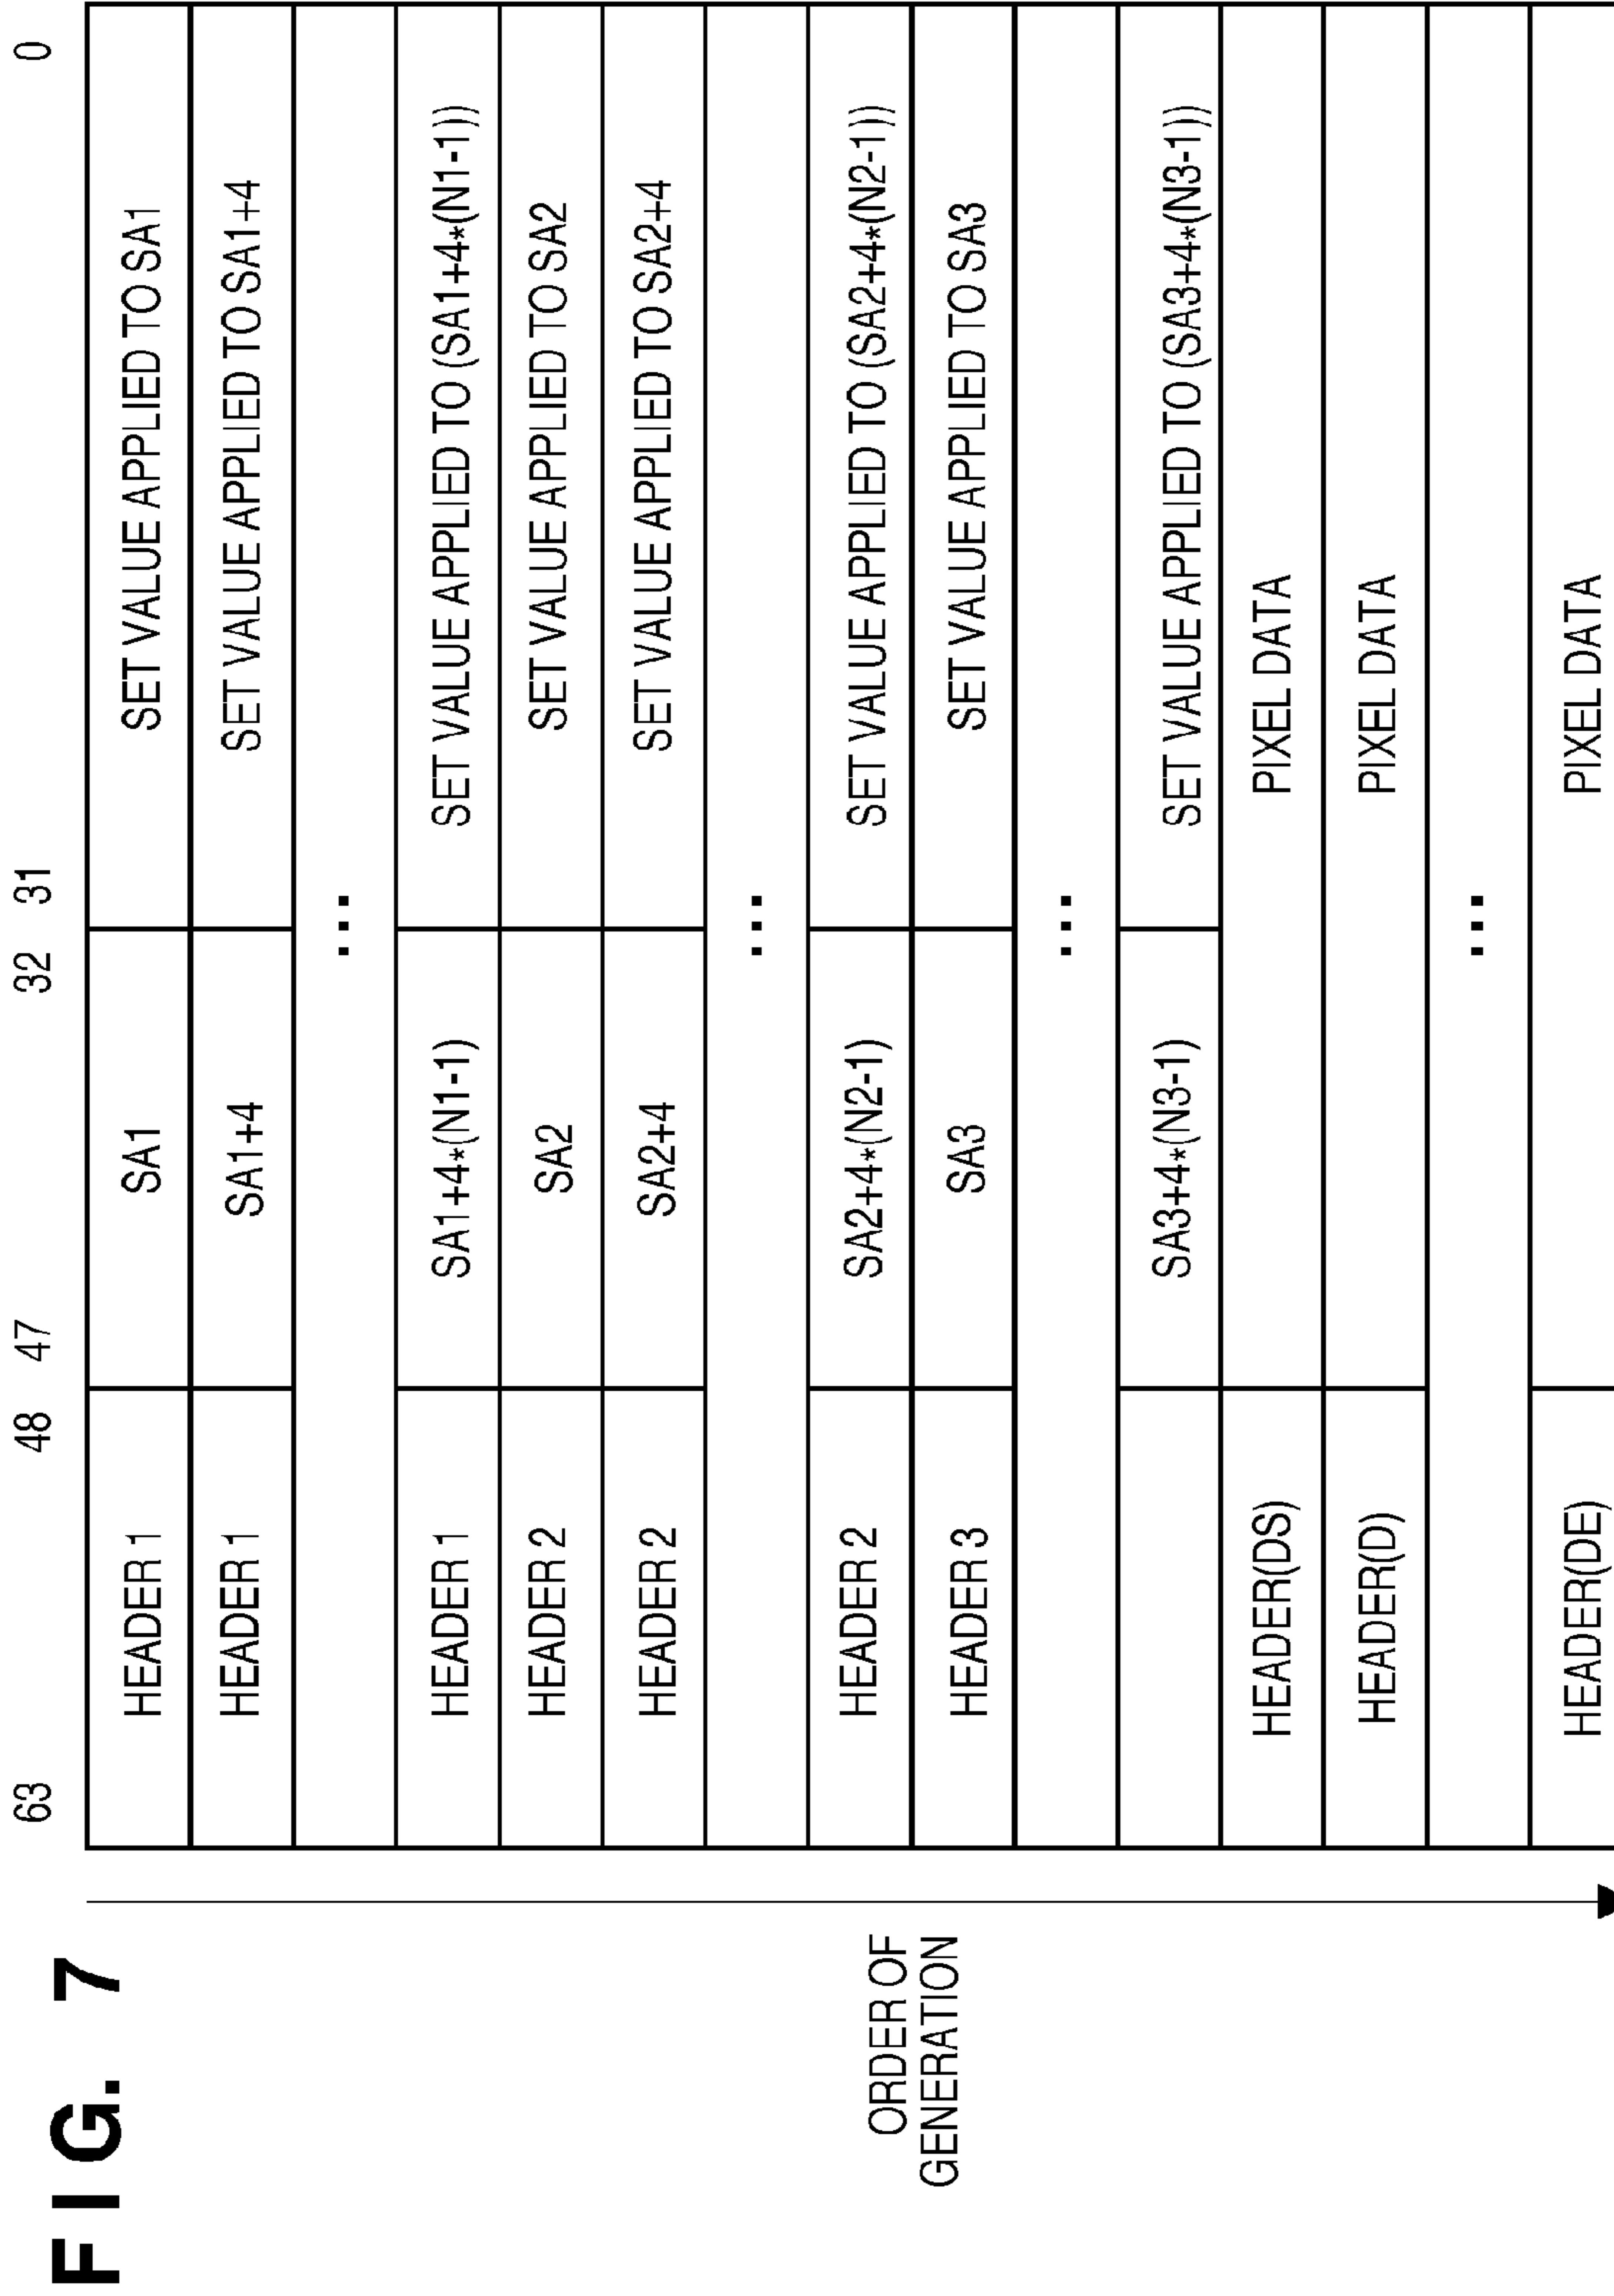 FIG. 7
63 48 47 32 31 0
HEADER 1 SA1 SET VALUE APPLIED TO SA1
HEADER 1 SA1+4 SET VALUE APPLIED TO SA1+4
...
HEADER 1 SA1+4*(N1-1) SET VALUE APPLIED TO (SA1+4*(N1-1))
HEADER 2 SA2 SET VALUE APPLIED TO SA2
HEADER 2 SA2+4 SET VALUE APPLIED TO SA2+4
...
ORDER OF
GENERATION
HEADER 2 SA2+4*(N2-1) SET VALUE APPLIED TO (SA2+4*(N2-1))
HEADER 3 SA3 SET VALUE APPLIED TO SA3
...
SA3+4*(N3-1) SET VALUE APPLIED TO (SA3+4*(N3-1))
HEADER(DS) PIXEL DATA
HEADER(D) PIXEL DATA
...
HEADER(DE) PIXEL DATA